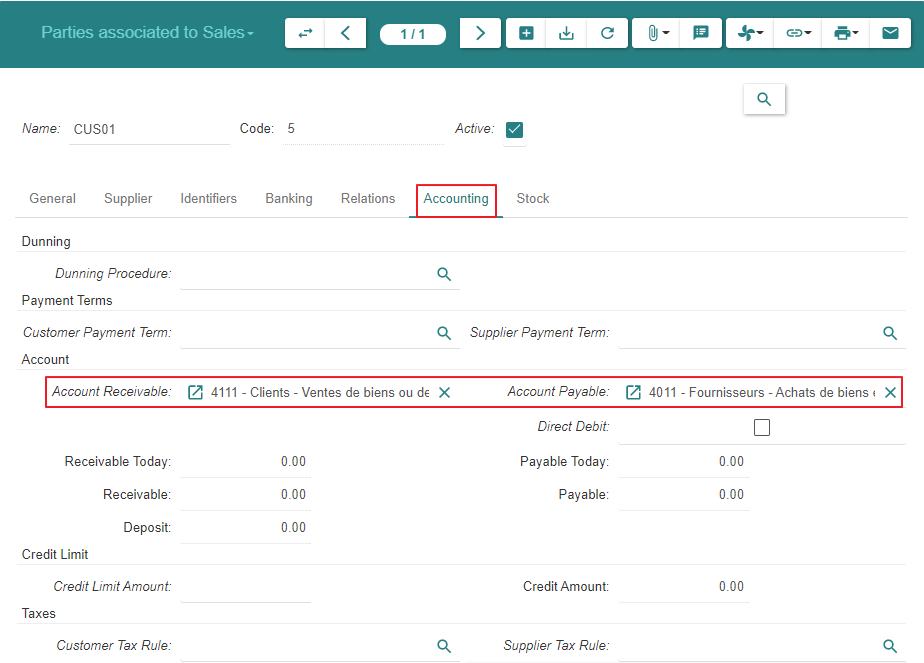 Parties associated to Sales
1 / 1
Name: CUS01 Code: 5 Active:
General Supplier Identifiers Banking Relations Accounting Stock
Dunning
Dunning Procedure:
Payment Terms
Customer Payment Term: Supplier Payment Term:
Account
Account Receivable: 4111 - Clients - Ventes de biens ou de Account Payable: 4011 - Fournisseurs - Achats de biens
Direct Debit:
Receivable Today: 0.00 Payable Today: 0.00
Receivable: 0.00 Payable: 0.00
Deposit: 0.00
Credit Limit
Credit Limit Amount: Credit Amount: 0.00
Taxes
Customer Tax Rule: Supplier Tax Rule: